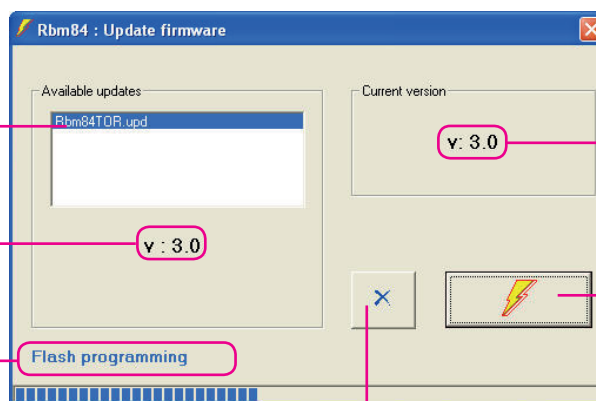 Rbm84 : Update firmware
Available updates
Rbm84TOR.upd
v : 3.0
Current version
v: 3.0
Flash programming